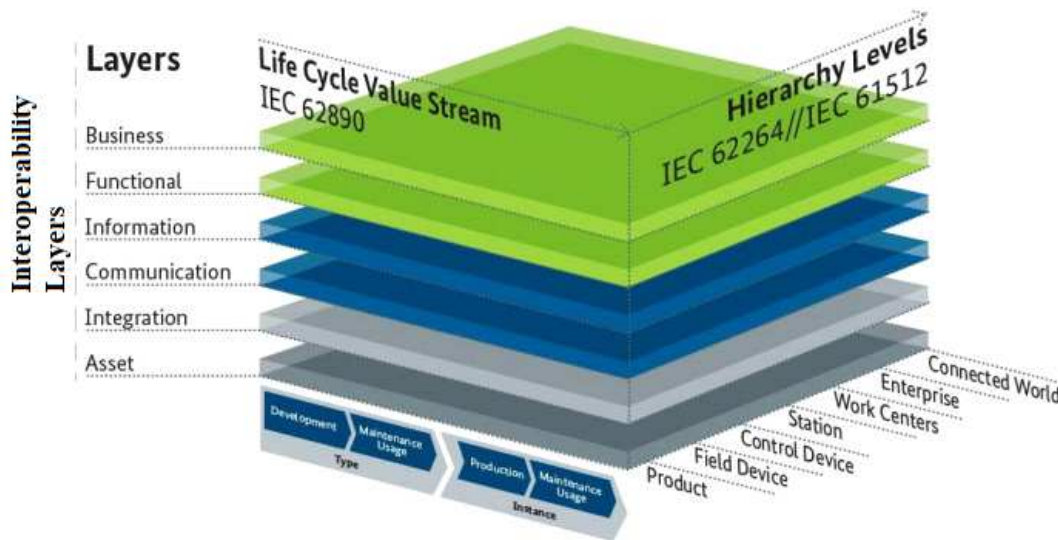 Layers
Life Cycle Value Stream
IEC 62890
Hierarchy Levels
IEC 62264//IEC 61512
Interoperability
Layers
Business
Functional
Information
Communication
Integration
Asset
Development
Maintenance
Usage
Type
Production
Maintenance
Usage
Instance
Connected World
Enterprise
Work Centers
Station
Control Device
Field Device
Product